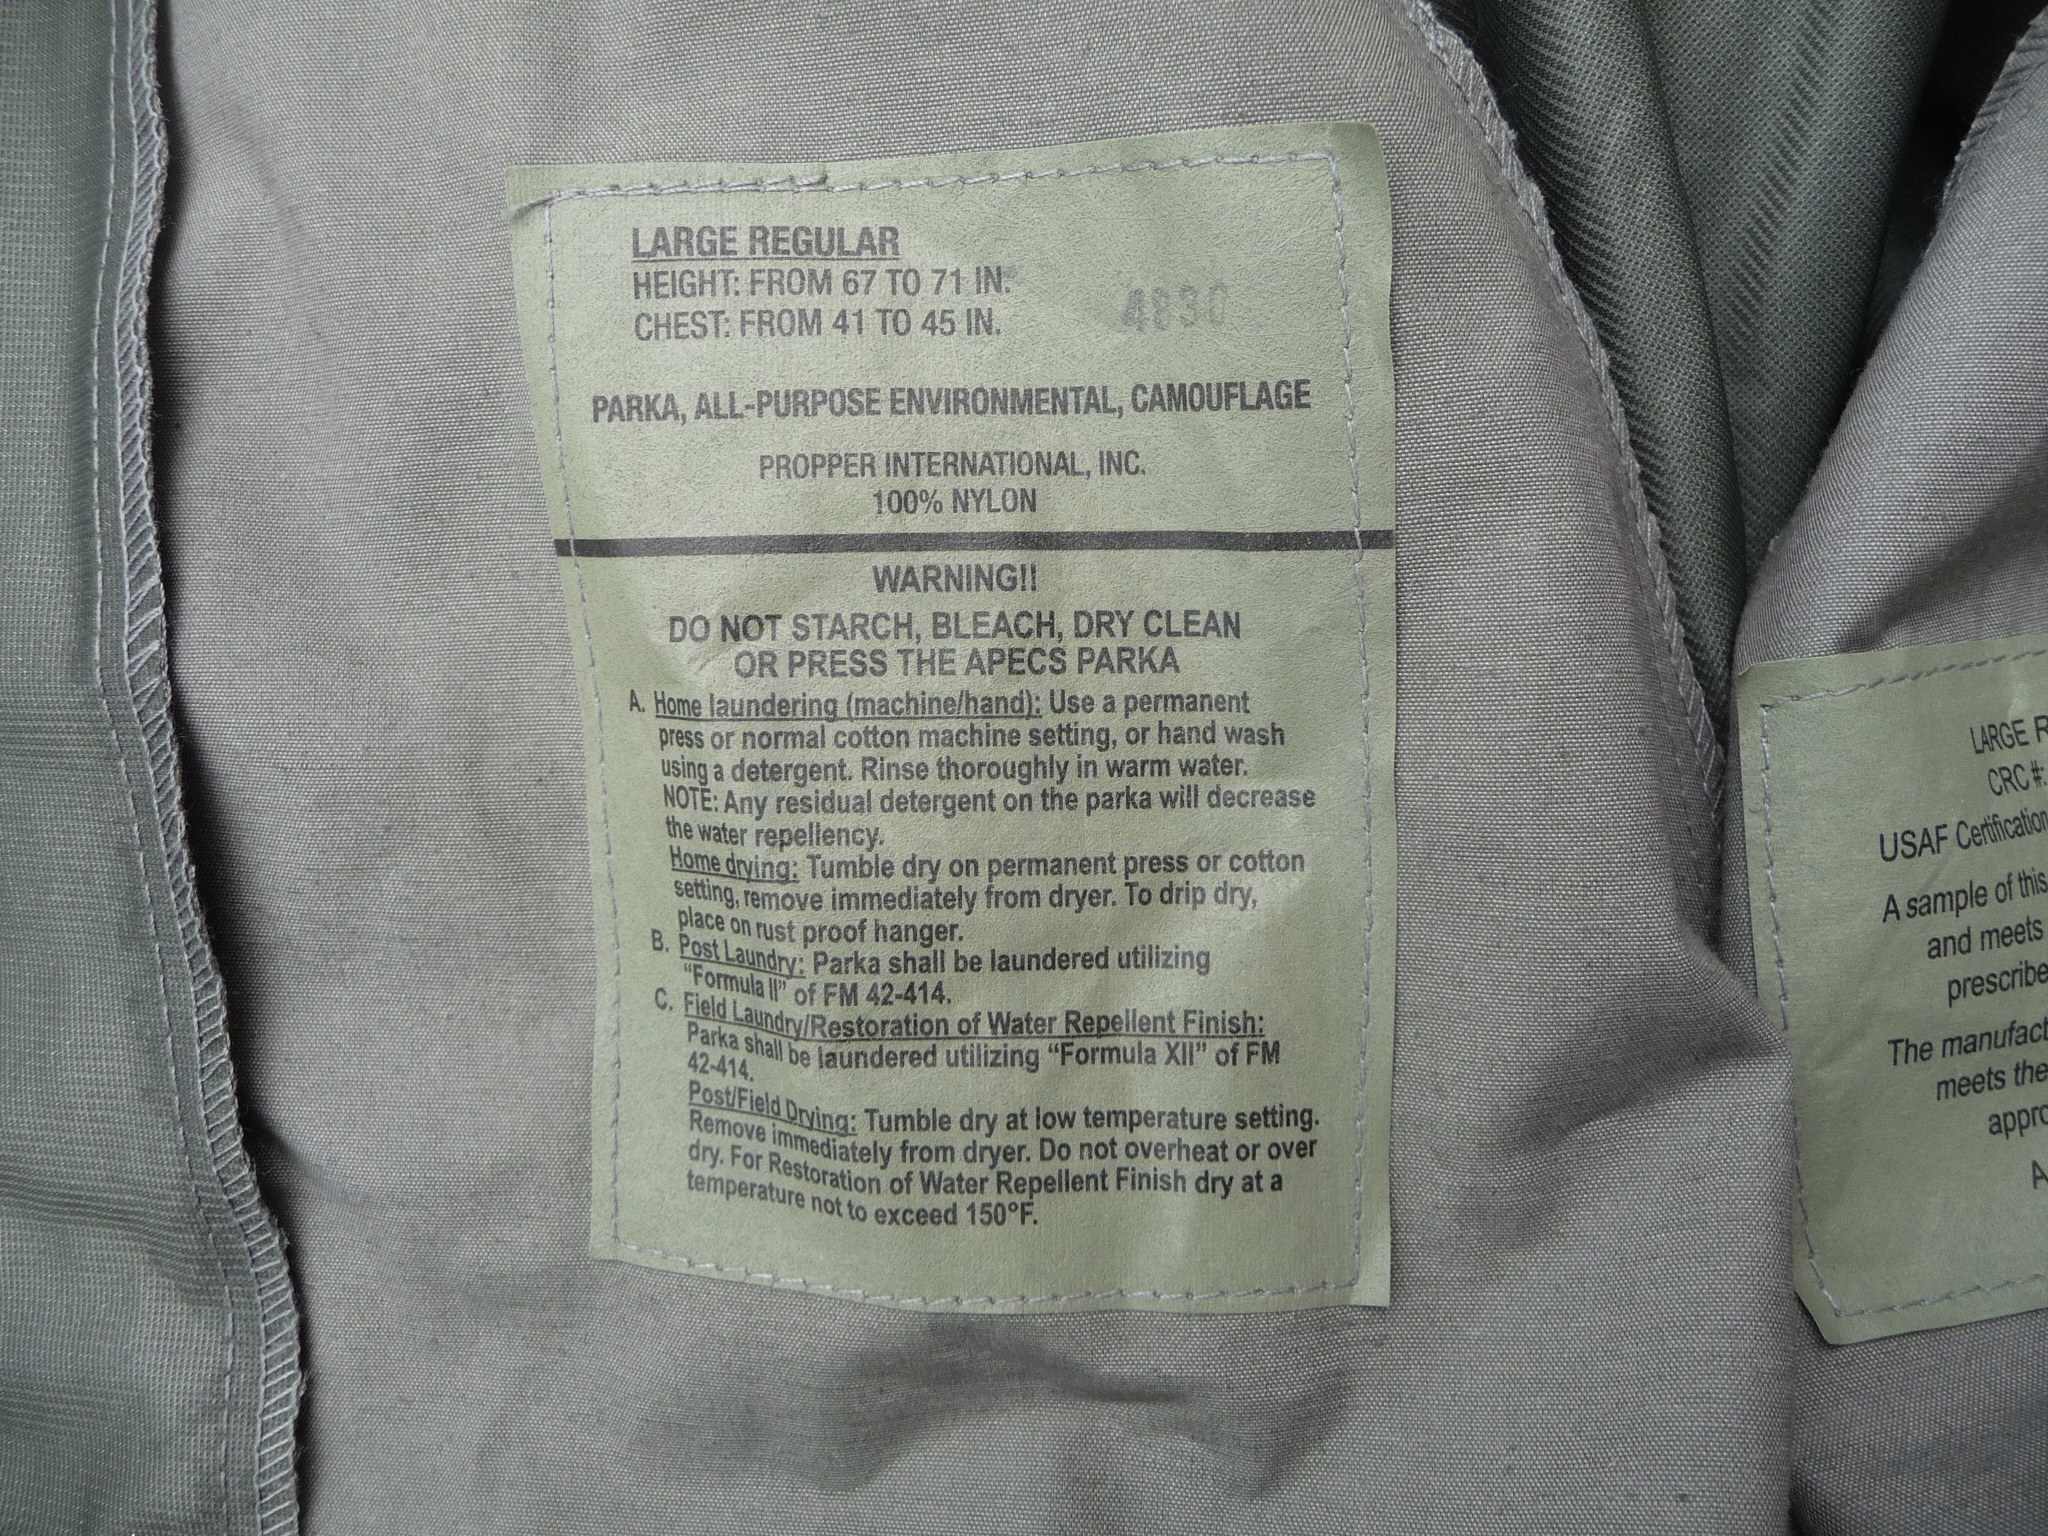 LARGE REGULAR
HEIGHT: FROM 67 TO 71 IN.
CHEST: FROM 41 TO 45 IN.
4830
PARKA, ALL-PURPOSE ENVIRONMENTAL, CAMOUFLAGE
PROPPER INTERNATIONAL, INC.
100% NYLON
WARNING!!
DO NOT STARCH, BLEACH, DRY CLEAN
OR PRESS THE APECS PARKA
A. Home laundering (machine/hand): Use a permanent
press or normal cotton machine setting, or hand wash
using a detergent. Rinse thoroughly in warm water.
NOTE: Any residual detergent on the parka will decrease
the water repellency.
Home drying: Tumble dry on permanent press or cotton
setting, remove immediately from dryer. To drip dry,
place on rust proof hanger.
B. Post Laundry: Parka shall be laundered utilizing
“Formula II” of FM 42-414.
C. Field Laundry/Restoration of Water Repellent Finish:
Parka shall be laundered utilizing “Formula XII” of FM
42-414.
Post/Field Drying: Tumble dry at low temperature setting.
Remove immediately from dryer. Do not overheat or over
dry. For Restoration of Water Repellent Finish dry at a
temperature not to exceed 150°F.
LARGE R
CRC #:
USAF Certification
A sample of this
and meets
prescribe
The manufact
meets the
appro
A